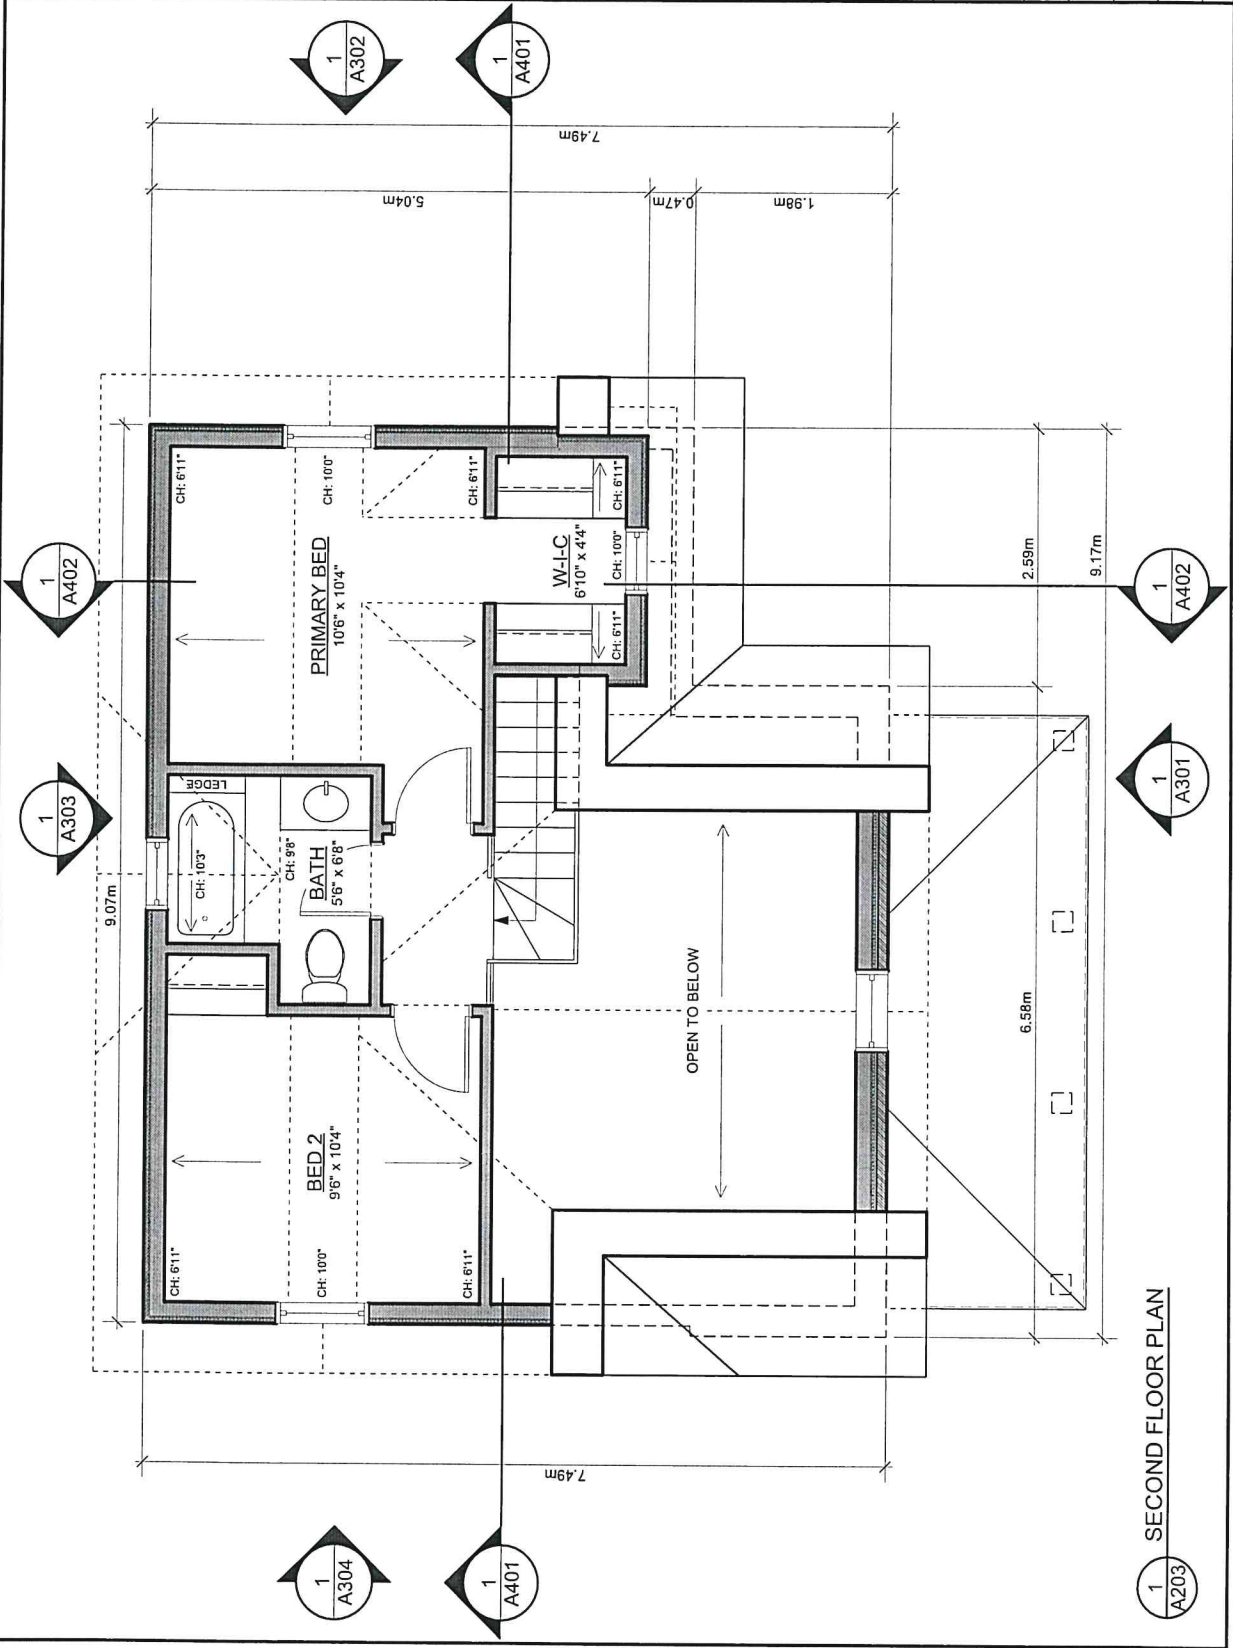 1
A304
1
A303
1
A402
1
A302
1
A401
1
A401
1
A301
1
A402
9.07m
7.49m
7.49m
5.04m
0.47m
1.98m
2.59m
6.58m
9.17m
BED 2
9'6" x 10'4"
CH: 6'11"
CH: 10'0"
CH: 6'11"
LEDGE
CH: 10'3"
CH: 9'8"
BATH
5'6" x 6'8"
PRIMARY BED
10'6" x 10'4"
CH: 6'11"
CH: 10'0"
CH: 6'11"
W-I-C
6'10" x 4'4"
CH: 6'11"
CH: 10'0"
CH: 6'11"
OPEN TO BELOW
1
A203
SECOND FLOOR PLAN